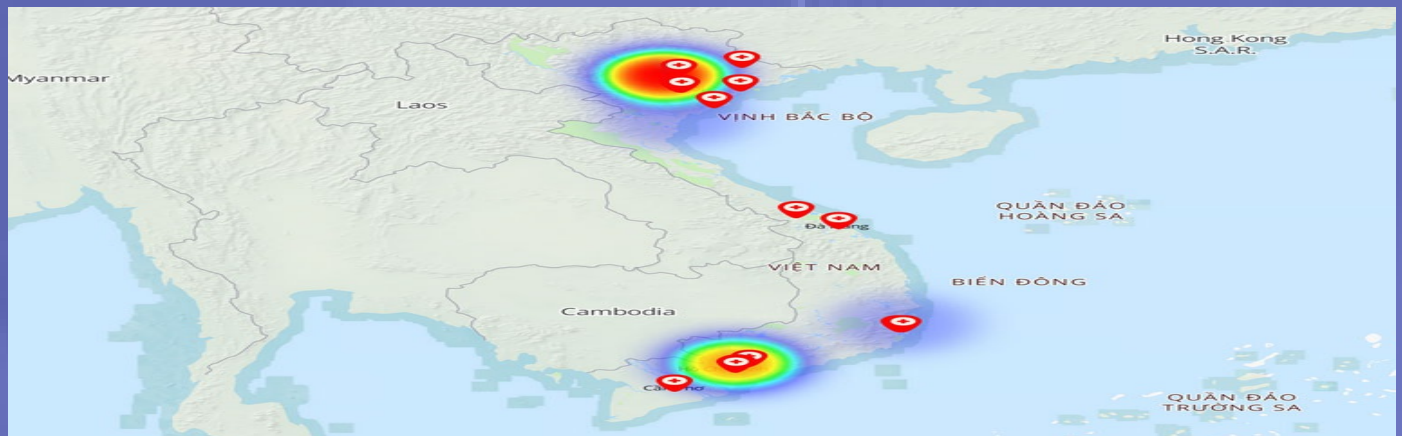 Hong Kong
S.A.R.
Myanmar
Laos
VỊNH BẮC BỘ
QUẦN ĐẢO
HOÀNG SA
VIỆT NAM
BIỂN ĐÔNG
Cambodia
QUẦN ĐẢO
TRƯỜNG SA